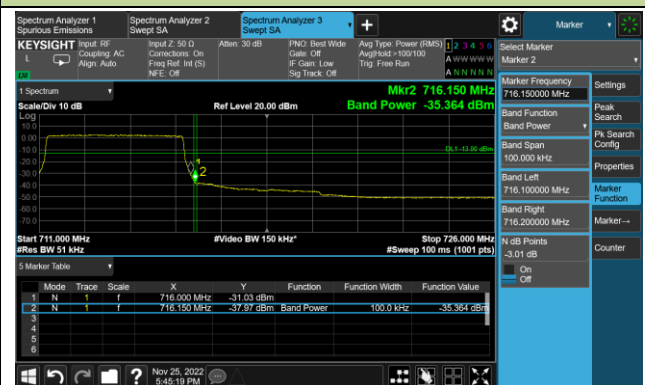 Spectrum Analyzer 1
Spurious Emissions
Spectrum Analyzer 2
Swept SA
Spectrum Analyzer 3
Swept SA
+
Marker
KEYSIGHT
L
Input: RF
Coupling: AC
Align: Auto
Input Z: 50 Ω
Corrections: On
Freq Ref: Int (S)
NFE: Off
Atten: 30 dB
PNO: Best Wide
Gate: Off
IF Gain: Low
Sig Track: Off
Avg Type: Power (RMS)
Avg|Hold:>100/100
Trig: Free Run
1 2 3 4 5 6
A W W W W W
A N N N N N
Select Marker
Marker 2
1 Spectrum
Scale/Div 10 dB
Ref Level 20.00 dBm
Mkr2 716.150 MHz
Band Power -35.364 dBm
Log
10.0
0.00
-10.0
-20.0
-30.0
-40.0
-50.0
-60.0
-70.0
DL1 -13.00 dBm
1
2
Start 711.000 MHz
#Res BW 51 kHz
#Video BW 150 kHz*
Stop 726.000 MHz
#Sweep 100 ms (1001 pts)
5 Marker Table
Mode Trace Scale X Y Function Function Width Function Value
1 N 1 f 716.000 MHz -31.03 dBm
2 N 1 f 716.150 MHz -37.97 dBm Band Power 100.0 kHz -35.364 dBm
3
4
5
6
Marker Frequency
716.150000 MHz
Band Function
Band Power
Band Span
100.000 kHz
Band Left
716.100000 MHz
Band Right
716.200000 MHz
N dB Points
-3.01 dB
On
Off
Settings
Peak
Search
Pk Search
Config
Properties
Marker
Function
Marker→
Counter
?
Nov 25, 2022
5:45:19 PM